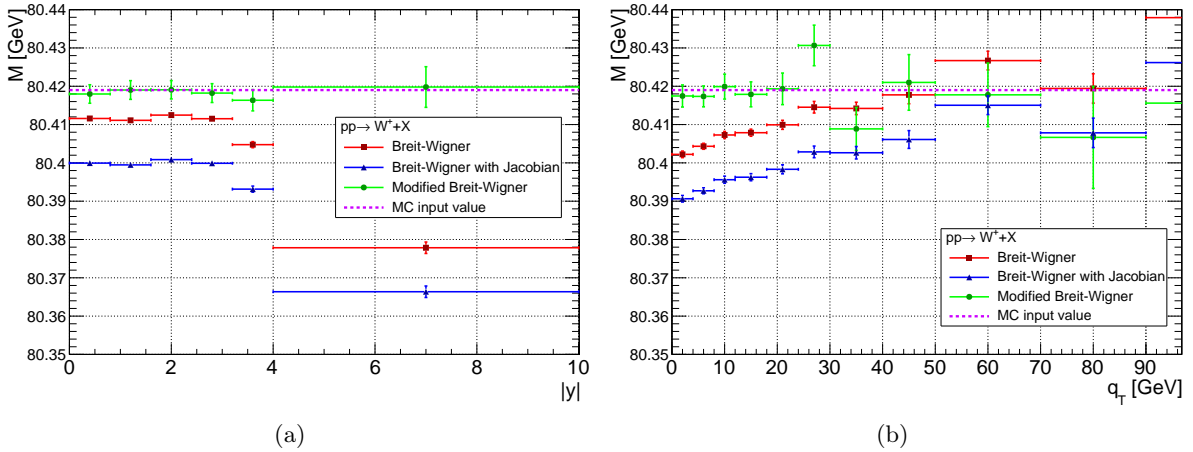 M [GeV]
80.44
80.43
80.42
80.41
80.4
80.39
80.38
80.37
80.36
80.35
pp→ W⁺+X
Breit-Wigner
Breit-Wigner with Jacobian
Modified Breit-Wigner
MC input value
0 2 4 6 8 10
|y|
(a)
M [GeV]
80.44
80.43
80.42
80.41
80.4
80.39
80.38
80.37
80.36
80.35
pp→ W⁺+X
Breit-Wigner
Breit-Wigner with Jacobian
Modified Breit-Wigner
MC input value
0 10 20 30 40 50 60 70 80 90
q_T [GeV]
(b)